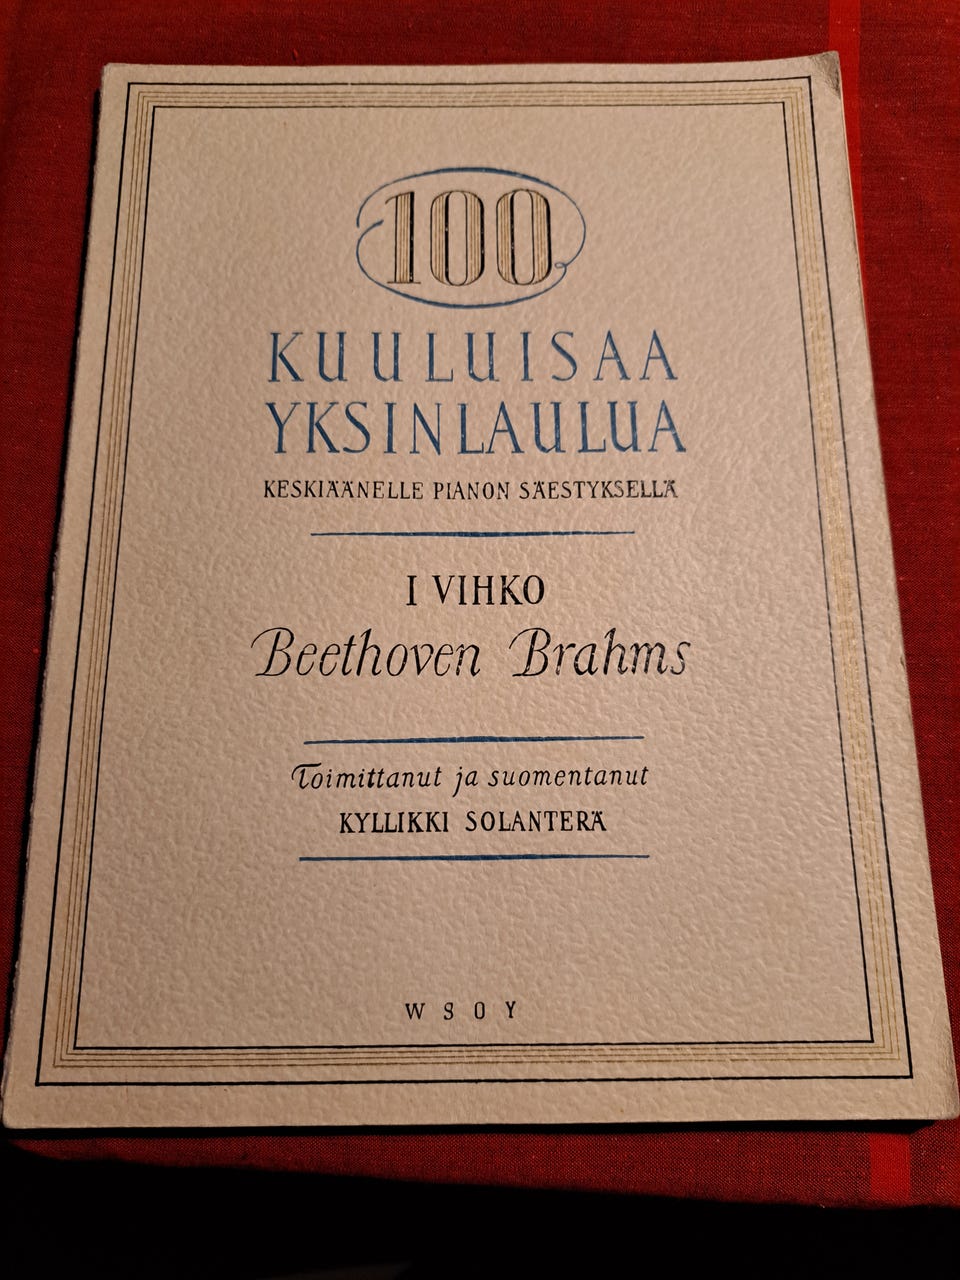 100
KUULUISAA
YKSINLAULUA
KESKIÄÄNELLE PIANON SÄESTYKSELLÄ
I VIHKO
Beethoven Brahms
Toimittanut ja suomentanut
KYLLIKKI SOLANTERÄ
WSOY